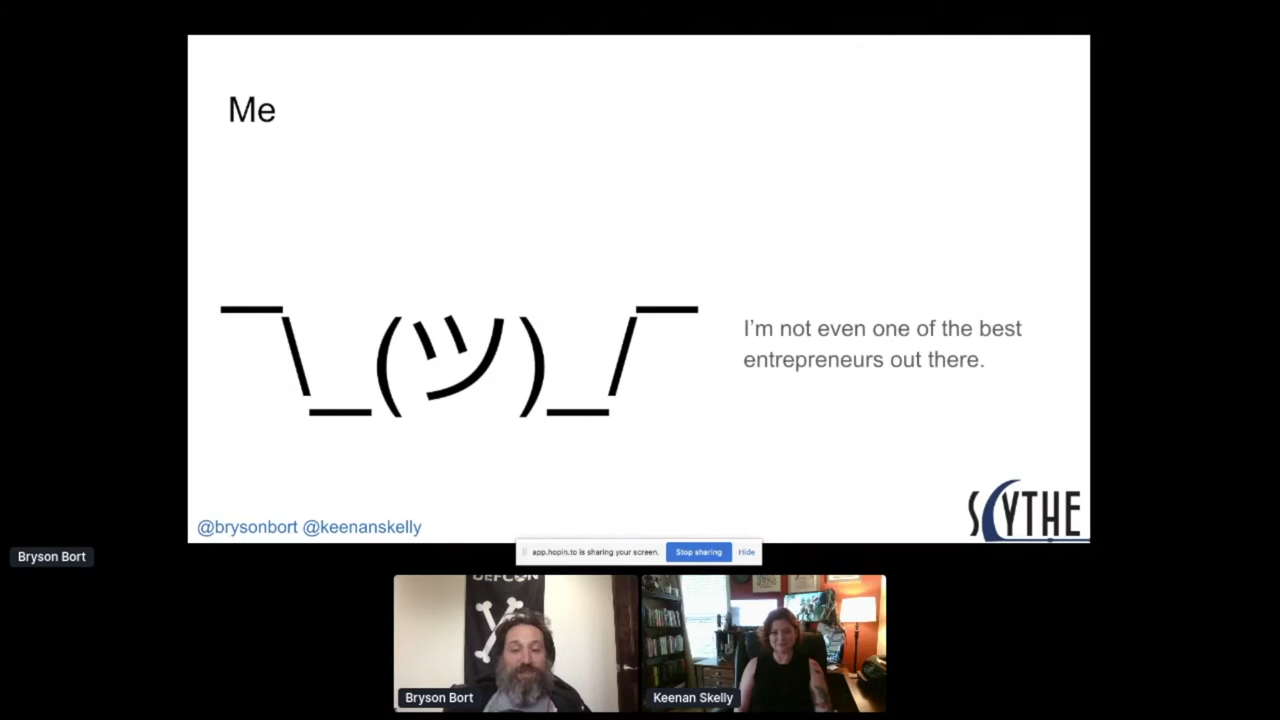 Me
¯\_(ツ)_/¯
I'm not even one of the best
entrepreneurs out there.
@brysonbort @keenanskelly
SCYTHE
Bryson Bort
app.hopin.to is sharing your screen.
Stop sharing
Hide
DEFCON
Bryson Bort
Keenan Skelly